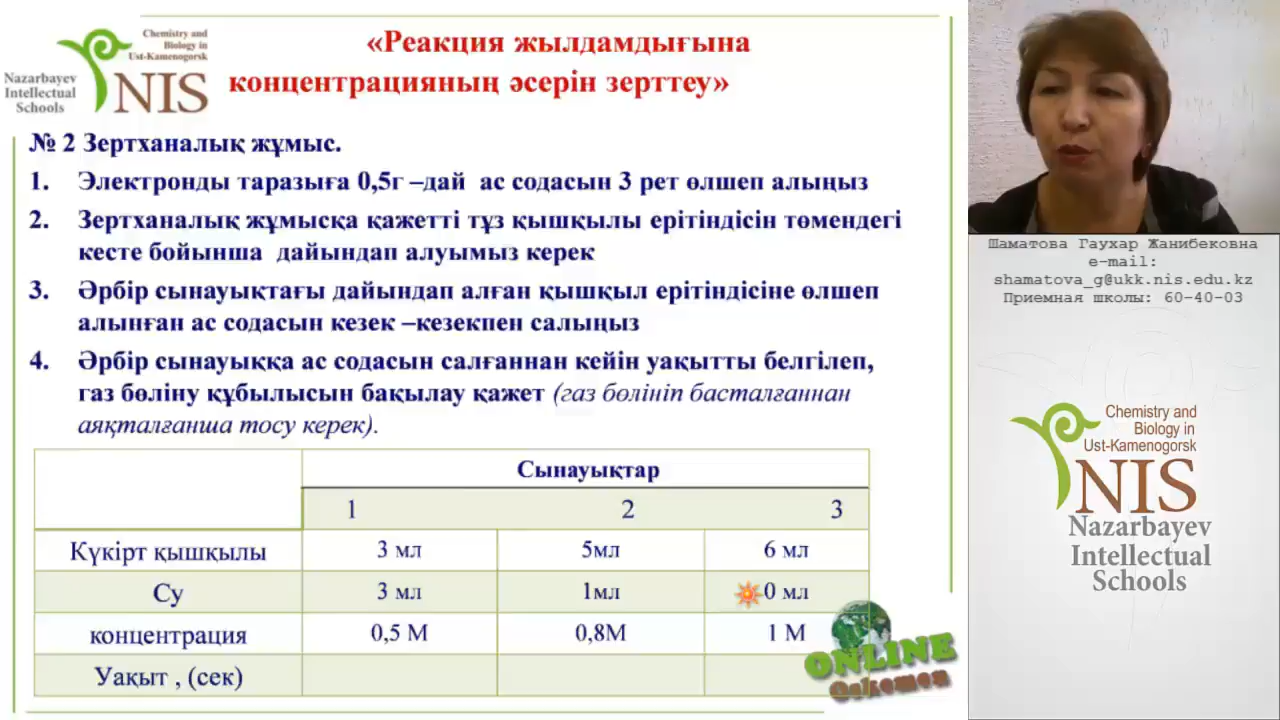 Chemistry and
Biology in
Ust-Kamenogorsk
Nazarbayev
Intellectual
Schools
NIS
«Реакция жылдамдығына
концентрацияның әсерін зерттеу»
№ 2 Зертханалық жұмыс.
1. Электронды таразыға 0,5г –дай ас содасын 3 рет өлшеп алыңыз
2. Зертханалық жұмысқа қажетті тұз қышқылы ерітіндісін төмендегі
кесте бойынша дайындап алуымыз керек
3. Әрбір сынауықтағы дайындап алған қышқыл ерітіндісіне өлшеп
алынған ас содасын кезек –кезекпен салыңыз
4. Әрбір сынауыққа ас содасын салғаннан кейін уақытты белгілеп,
газ бөліну құбылысын бақылау қажет (газ бөлініп басталғаннан
аяқталғанша тосу керек).
Сынауықтар
1 2 3
Күкірт қышқылы 3 мл 5мл 6 мл
Су 3 мл 1мл 0 мл
концентрация 0,5 М 0,8М 1 М
Уақыт , (сек)
ONLINE
Оскемен
Шаматова Гаухар Жанибековна
e-mail:
shamatova_g@ukk.nis.edu.kz
Приемная школы: 60-40-03
Chemistry and
Biology in
Ust-Kamenogorsk
NIS
Nazarbayev
Intellectual
Schools